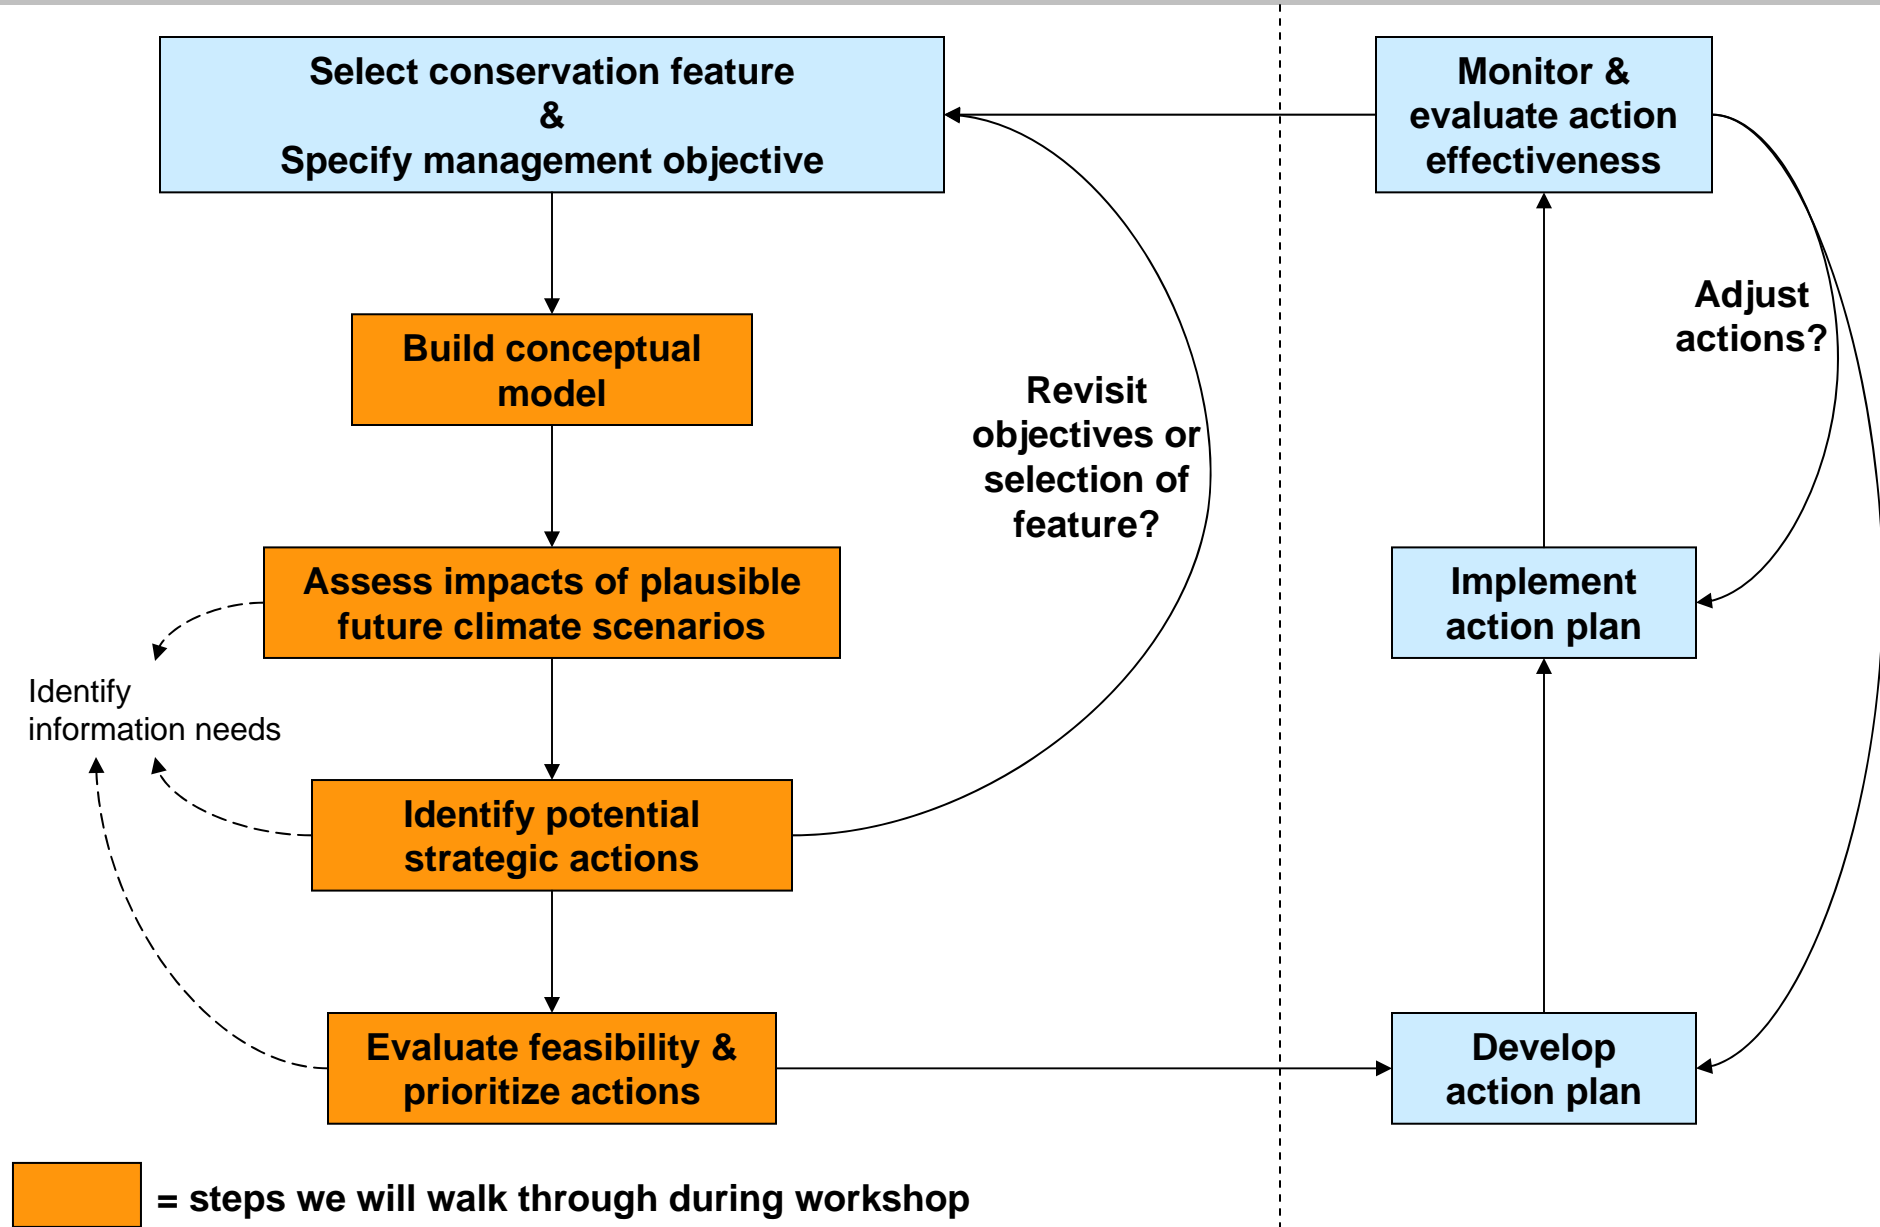 Select conservation feature
&
Specify management objective
Build conceptual
model
Assess impacts of plausible
future climate scenarios
Identify
information needs
Identify potential
strategic actions
Evaluate feasibility &
prioritize actions
Revisit
objectives or
selection of
feature?
Monitor &
evaluate action
effectiveness
Adjust
actions?
Implement
action plan
Develop
action plan
= steps we will walk through during workshop